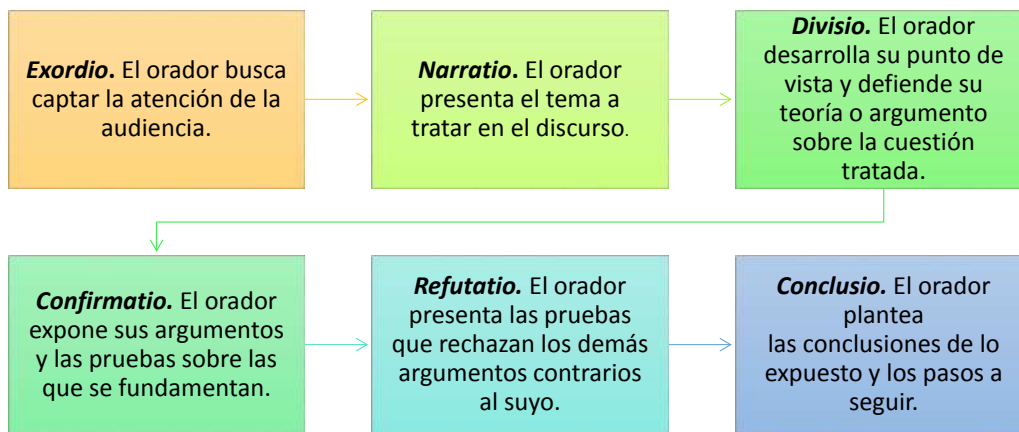 Exordio. El orador busca
captar la atención de la
audiencia.
Narratio. El orador
presenta el tema a
tratar en el discurso.
Divisio. El orador
desarrolla su punto de
vista y defiende su
teoría o argumento
sobre la cuestión
tratada.
Confirmatio. El orador
expone sus argumentos
y las pruebas sobre las
que se fundamentan.
Refutatio. El orador
presenta las pruebas
que rechazan los demás
argumentos contrarios
al suyo.
Conclusio. El orador
plantea
las conclusiones de lo
expuesto y los pasos a
seguir.